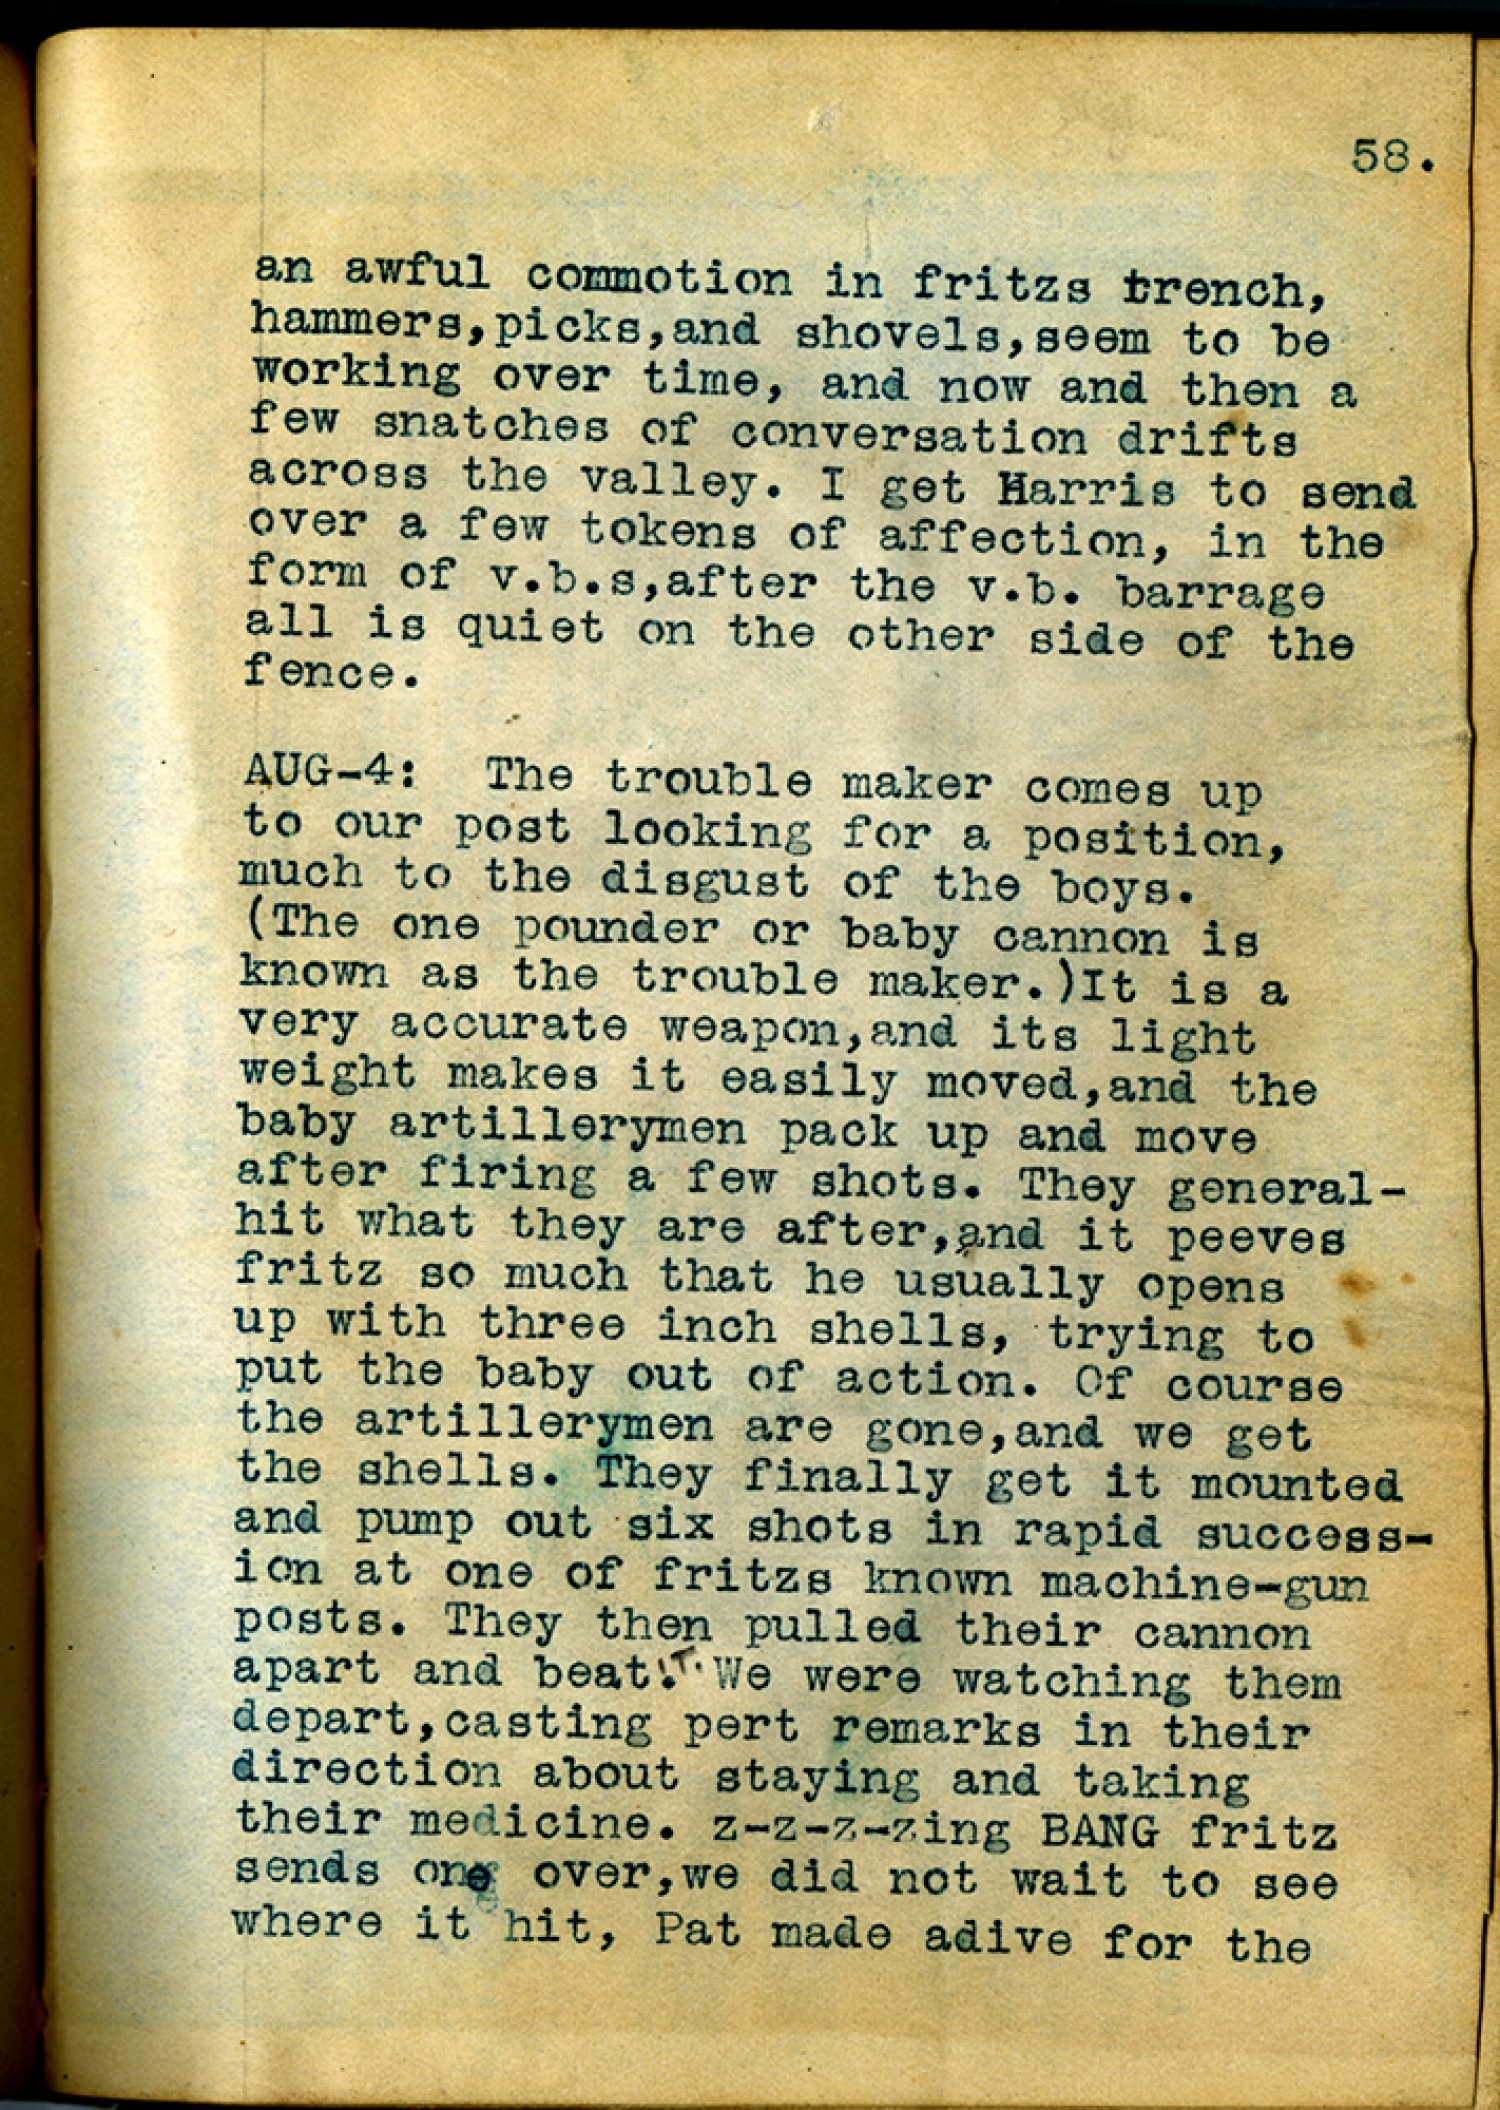 58.
an awful commotion in fritzs trench,
hammers,picks,and shovels,seem to be
working over time, and now and then a
few snatches of conversation drifts
across the valley. I get Harris to send
over a few tokens of affection, in the
form of v.b.s,after the v.b. barrage
all is quiet on the other side of the
fence.
AUG-4:  The trouble maker comes up
to our post looking for a position,
much to the disgust of the boys.
(The one pounder or baby cannon is
known as the trouble maker.)It is a
very accurate weapon,and its light
weight makes it easily moved,and the
baby artillerymen pack up and move
after firing a few shots. They general-
hit what they are after,and it peeves
fritz so much that he usually opens
up with three inch shells, trying to
put the baby out of action. Of course
the artillerymen are gone,and we get
the shells. They finally get it mounted
and pump out six shots in rapid success-
ion at one of fritzs known machine-gun
posts. They then pulled their cannon
apart and beat IT. We were watching them
depart,casting pert remarks in their
direction about staying and taking
their medicine. z-z-z-zing BANG fritz
sends one over,we did not wait to see
where it hit, Pat made adive for the